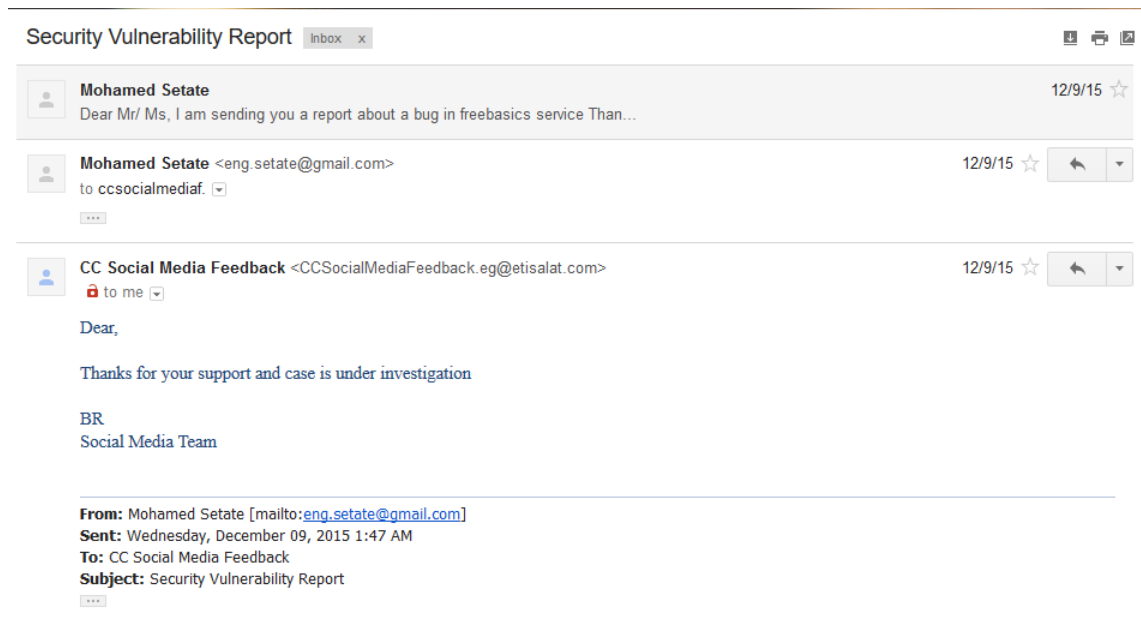 Security Vulnerability Report Inbox x
Mohamed Setate 12/9/15
Dear Mr/ Ms, I am sending you a report about a bug in freebasics service Than...
Mohamed Setate <eng.setate@gmail.com> 12/9/15
to ccsocialmediaf.
...
CC Social Media Feedback <CCSocialMediaFeedback.eg@etisalat.com> 12/9/15
to me
Dear,
Thanks for your support and case is under investigation
BR
Social Media Team
From: Mohamed Setate [mailto:eng.setate@gmail.com]
Sent: Wednesday, December 09, 2015 1:47 AM
To: CC Social Media Feedback
Subject: Security Vulnerability Report
...